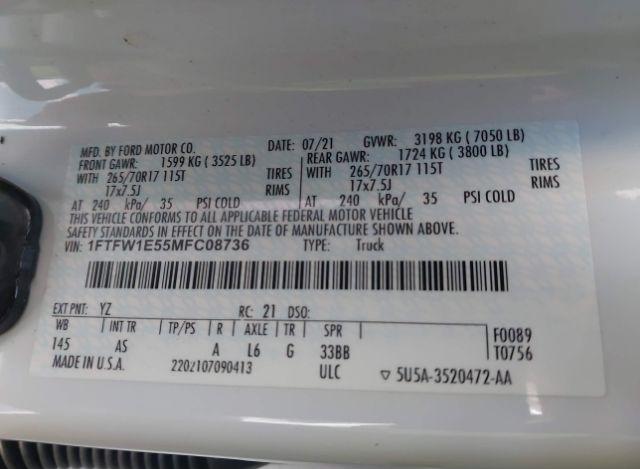 MFD. BY FORD MOTOR CO. DATE: 07/21 GVWR: 3198 KG ( 7050 LB)
FRONT GAWR: 1599 KG ( 3525 LB) REAR GAWR: 1724 KG ( 3800 LB)
WITH 265/70R17 115T TIRES WITH 265/70R17 115T TIRES
17x7.5J RIMS 17x7.5J RIMS
AT 240 kPa/ 35 PSI COLD AT 240 kPa/ 35 PSI COLD
THIS VEHICLE CONFORMS TO ALL APPLICABLE FEDERAL MOTOR VEHICLE
SAFETY STANDARDS IN EFFECT ON THE DATE OF MANUFACTURE SHOWN ABOVE.
VIN: 1FTFW1E55MFC08736 TYPE: Truck
EXT PNT: YZ RC: 21 DSO:
WB INT TR TP/PS R AXLE TR SPR F0089
145 AS A L6 G 33BB T0756
MADE IN U.S.A. 220210709​0413 ULC ▽ 5U5A-3520472-AA